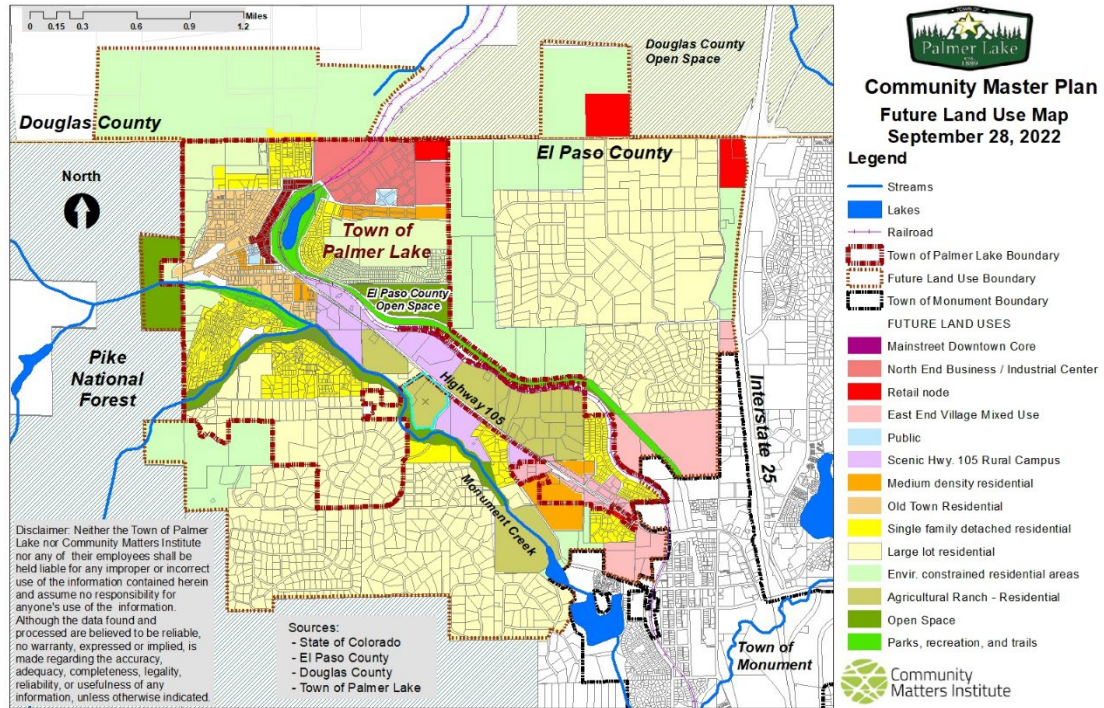 Miles
0 0.15 0.3 0.6 0.9 1.2
Douglas County
Open Space
Douglas County
El Paso County
North
Town of
Palmer Lake
El Paso County
Open Space
Pike
National
Forest
Highway 105
Interstate 25
Monument Creek
Town of
Monument
Disclaimer: Neither the Town of Palmer
Lake nor Community Matters Institute
nor any of their employees shall be
held liable for any improper or incorrect
use of the information contained herein
and assume no responsibility for
anyone's use of the information.
Although the data found and
processed are believed to be reliable,
no warranty, expressed or implied, is
made regarding the accuracy,
adequacy, completeness, legality,
reliability, or usefulness of any
information, unless otherwise indicated.
Sources:
- State of Colorado
- El Paso County
- Douglas County
- Town of Palmer Lake
TOWN OF
Palmer Lake
1889
Community Master Plan
Future Land Use Map
September 28, 2022
Legend
Streams
Lakes
Railroad
Town of Palmer Lake Boundary
Future Land Use Boundary
Town of Monument Boundary
FUTURE LAND USES
Mainstreet Downtown Core
North End Business / Industrial Center
Retail node
East End Village Mixed Use
Public
Scenic Hwy. 105 Rural Campus
Medium density residential
Old Town Residential
Single family detached residential
Large lot residential
Envir. constrained residential areas
Agricultural Ranch - Residential
Open Space
Parks, recreation, and trails
Community
Matters Institute